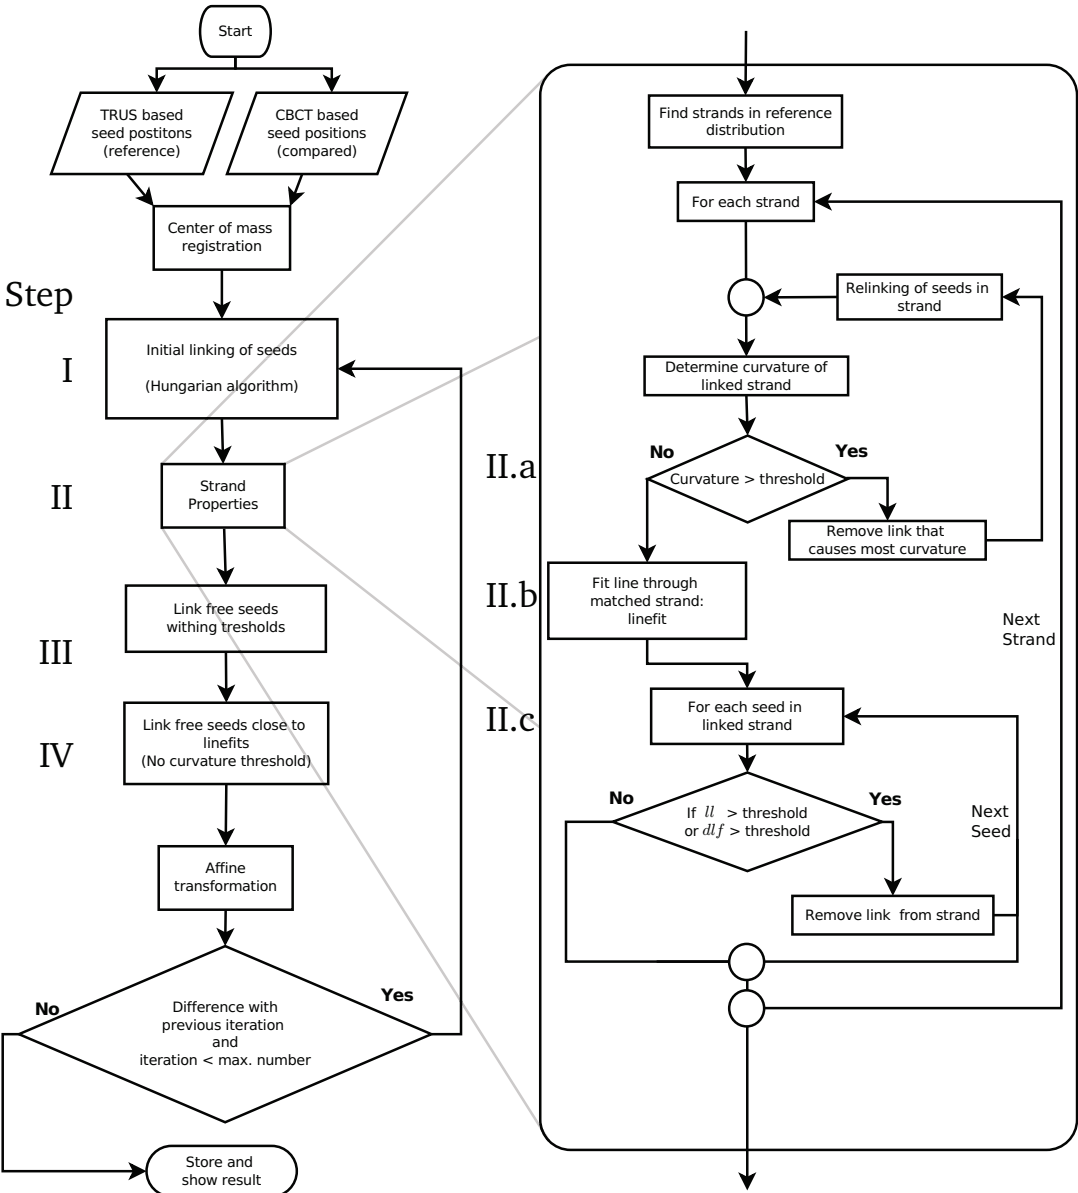 Start
TRUS based
seed postitons
(reference)
CBCT based
seed positions
(compared)
Center of mass
registration
Step
I
Initial linking of seeds
(Hungarian algorithm)
II
Strand
Properties
III
Link free seeds
withing tresholds
IV
Link free seeds close to
linefits
(No curvature threshold)
Affine
transformation
No
Yes
Difference with
previous iteration
and
iteration < max. number
Store and
show result
Find strands in reference
distribution
For each strand
Relinking of seeds in
strand
Determine curvature of
linked strand
II.a
No
Yes
Curvature > threshold
Remove link that
causes most curvature
II.b
Fit line through
matched strand:
linefit
Next
Strand
II.c
For each seed in
linked strand
No
Yes
If ll > threshold
or dlf > threshold
Next
Seed
Remove link from strand